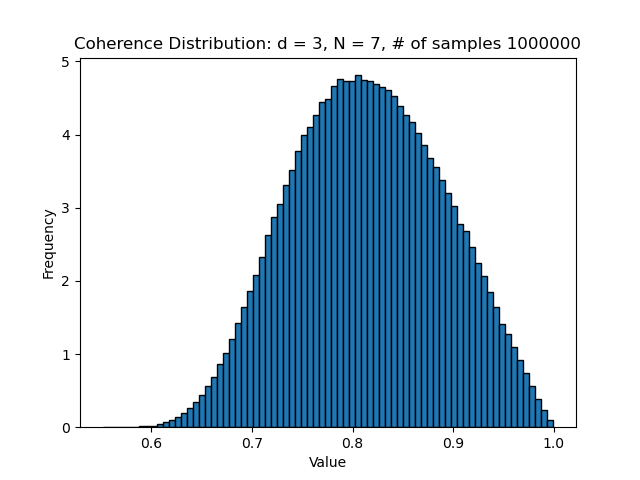 Coherence Distribution: d = 3, N = 7, # of samples 1000000
5
4
3
2
1
0
Frequency
0.6 0.7 0.8 0.9 1.0
Value